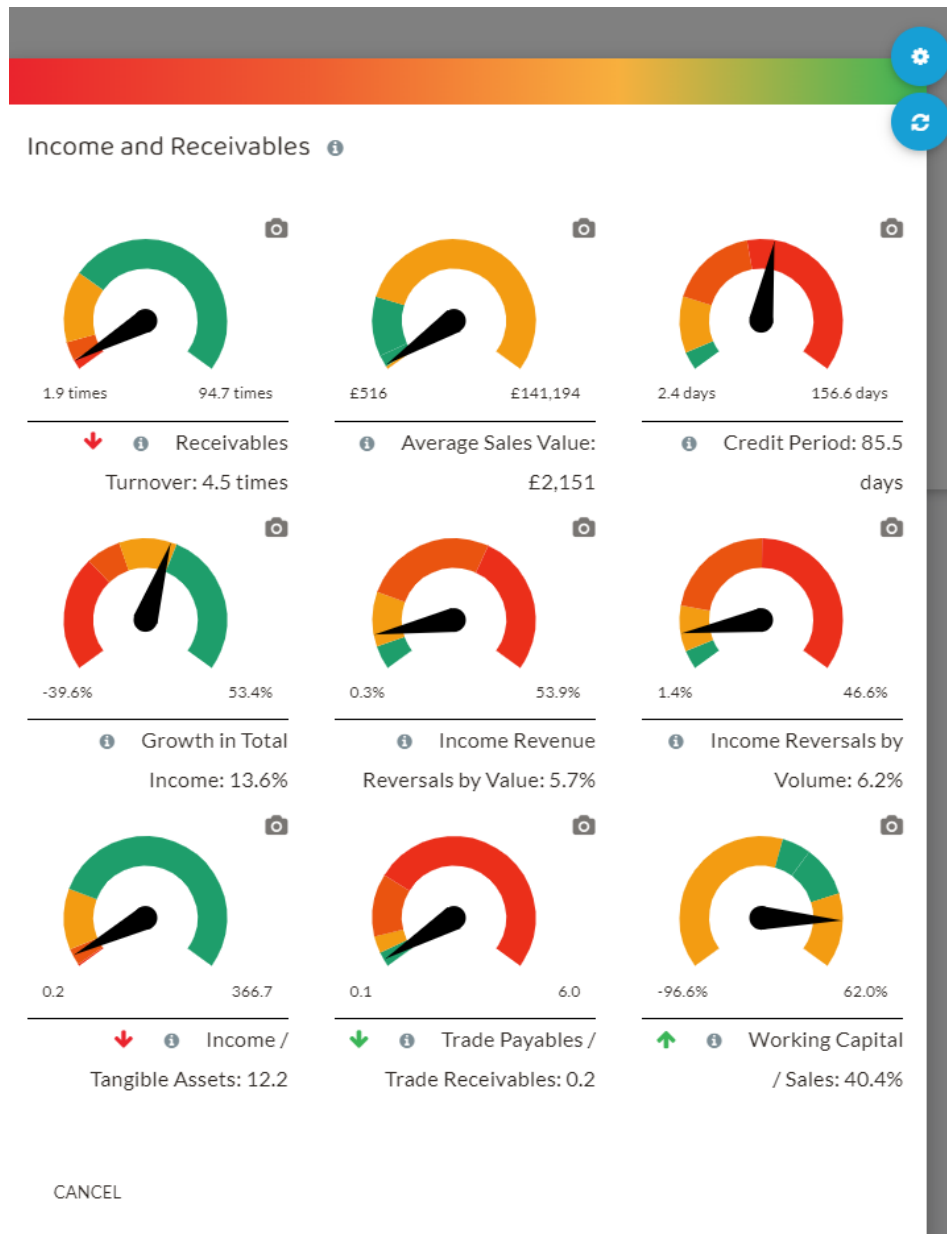 Income and Receivables
1.9 times 94.7 times
Receivables
Turnover: 4.5 times
£516 £141,194
Average Sales Value:
£2,151
2.4 days 156.6 days
Credit Period: 85.5
days
-39.6% 53.4%
Growth in Total
Income: 13.6%
0.3% 53.9%
Income Revenue
Reversals by Value: 5.7%
1.4% 46.6%
Income Reversals by
Volume: 6.2%
0.2 366.7
Income /
Tangible Assets: 12.2
0.1 6.0
Trade Payables /
Trade Receivables: 0.2
-96.6% 62.0%
Working Capital
/ Sales: 40.4%
CANCEL